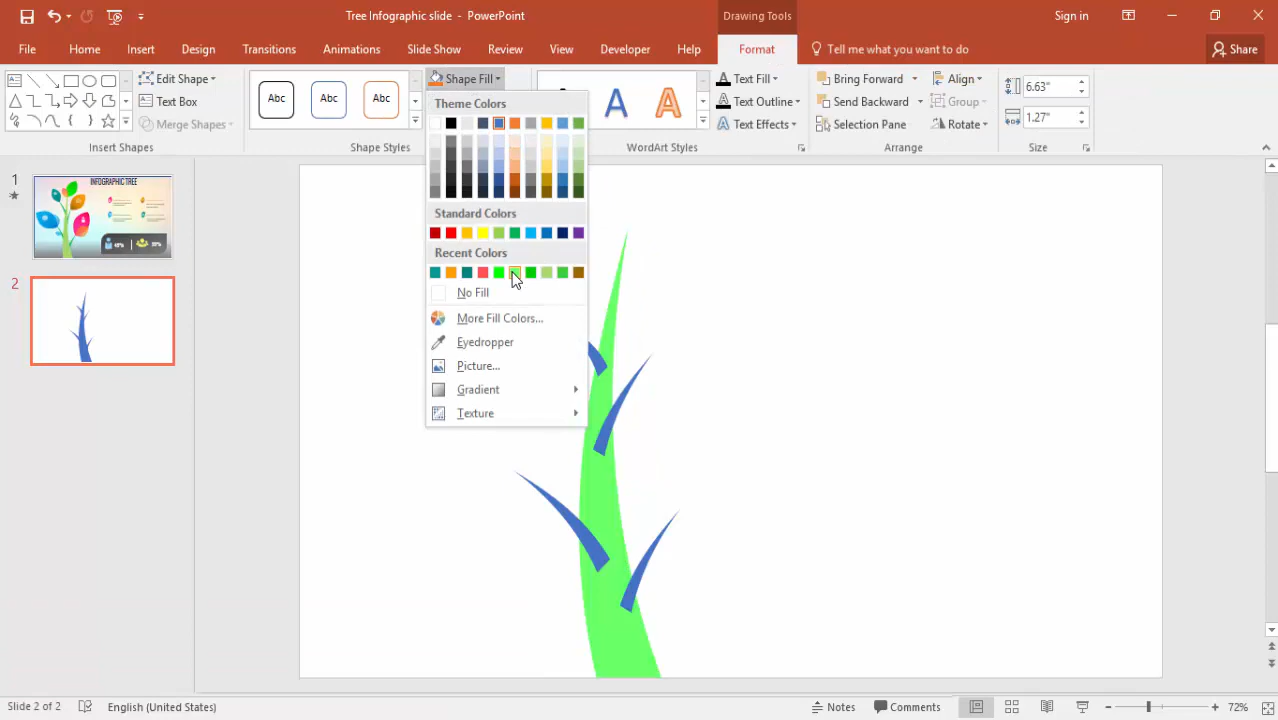 Tree Infographic slide - PowerPoint
Drawing Tools
Sign in
File
Home
Insert
Design
Transitions
Animations
Slide Show
Review
View
Developer
Help
Format
Tell me what you want to do
Share
Edit Shape
Text Box
Merge Shapes
Insert Shapes
Abc
Abc
Abc
Shape Styles
Shape Fill
Theme Colors
Standard Colors
Recent Colors
No Fill
More Fill Colors...
Eyedropper
Picture...
Gradient
Texture
A
A
Text Fill
Text Outline
Text Effects
WordArt Styles
Bring Forward
Send Backward
Selection Pane
Align
Group
Rotate
Arrange
6.63"
1.27"
Size
1
INFOGRAPHIC TREE
2
Slide 2 of 2
English (United States)
Notes
Comments
72%